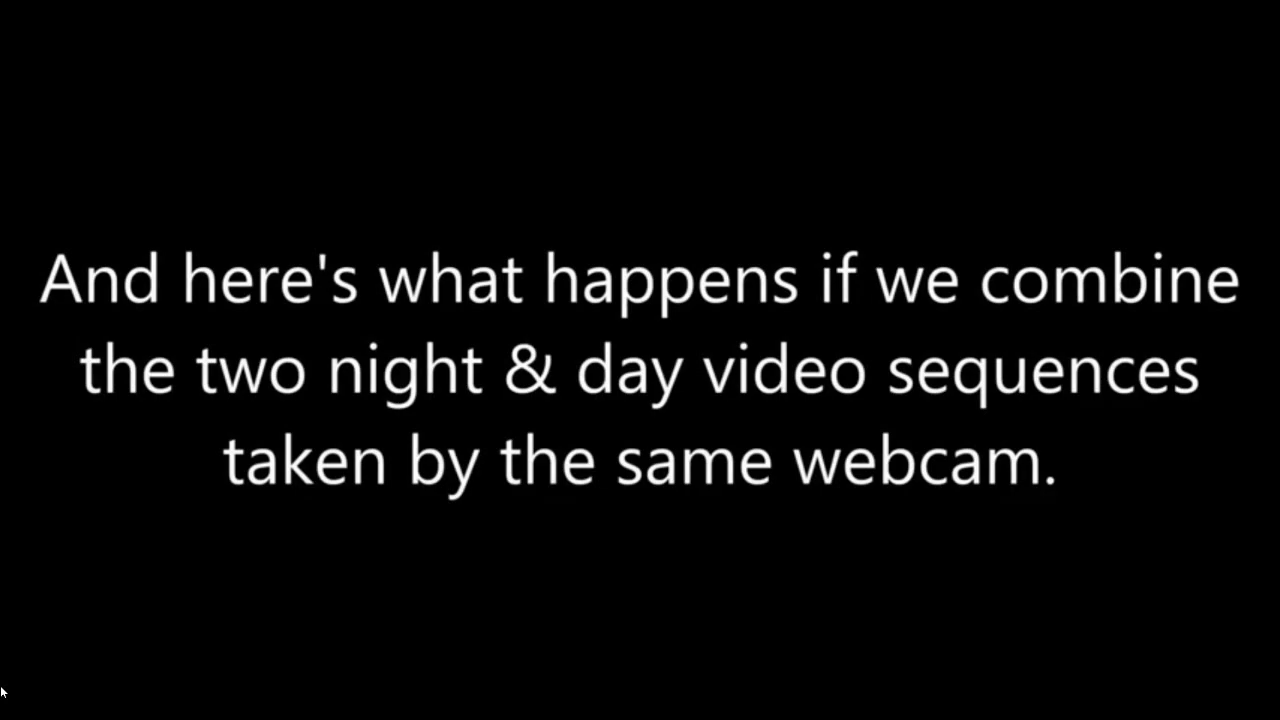 And here's what happens if we combine
the two night & day video sequences
taken by the same webcam.